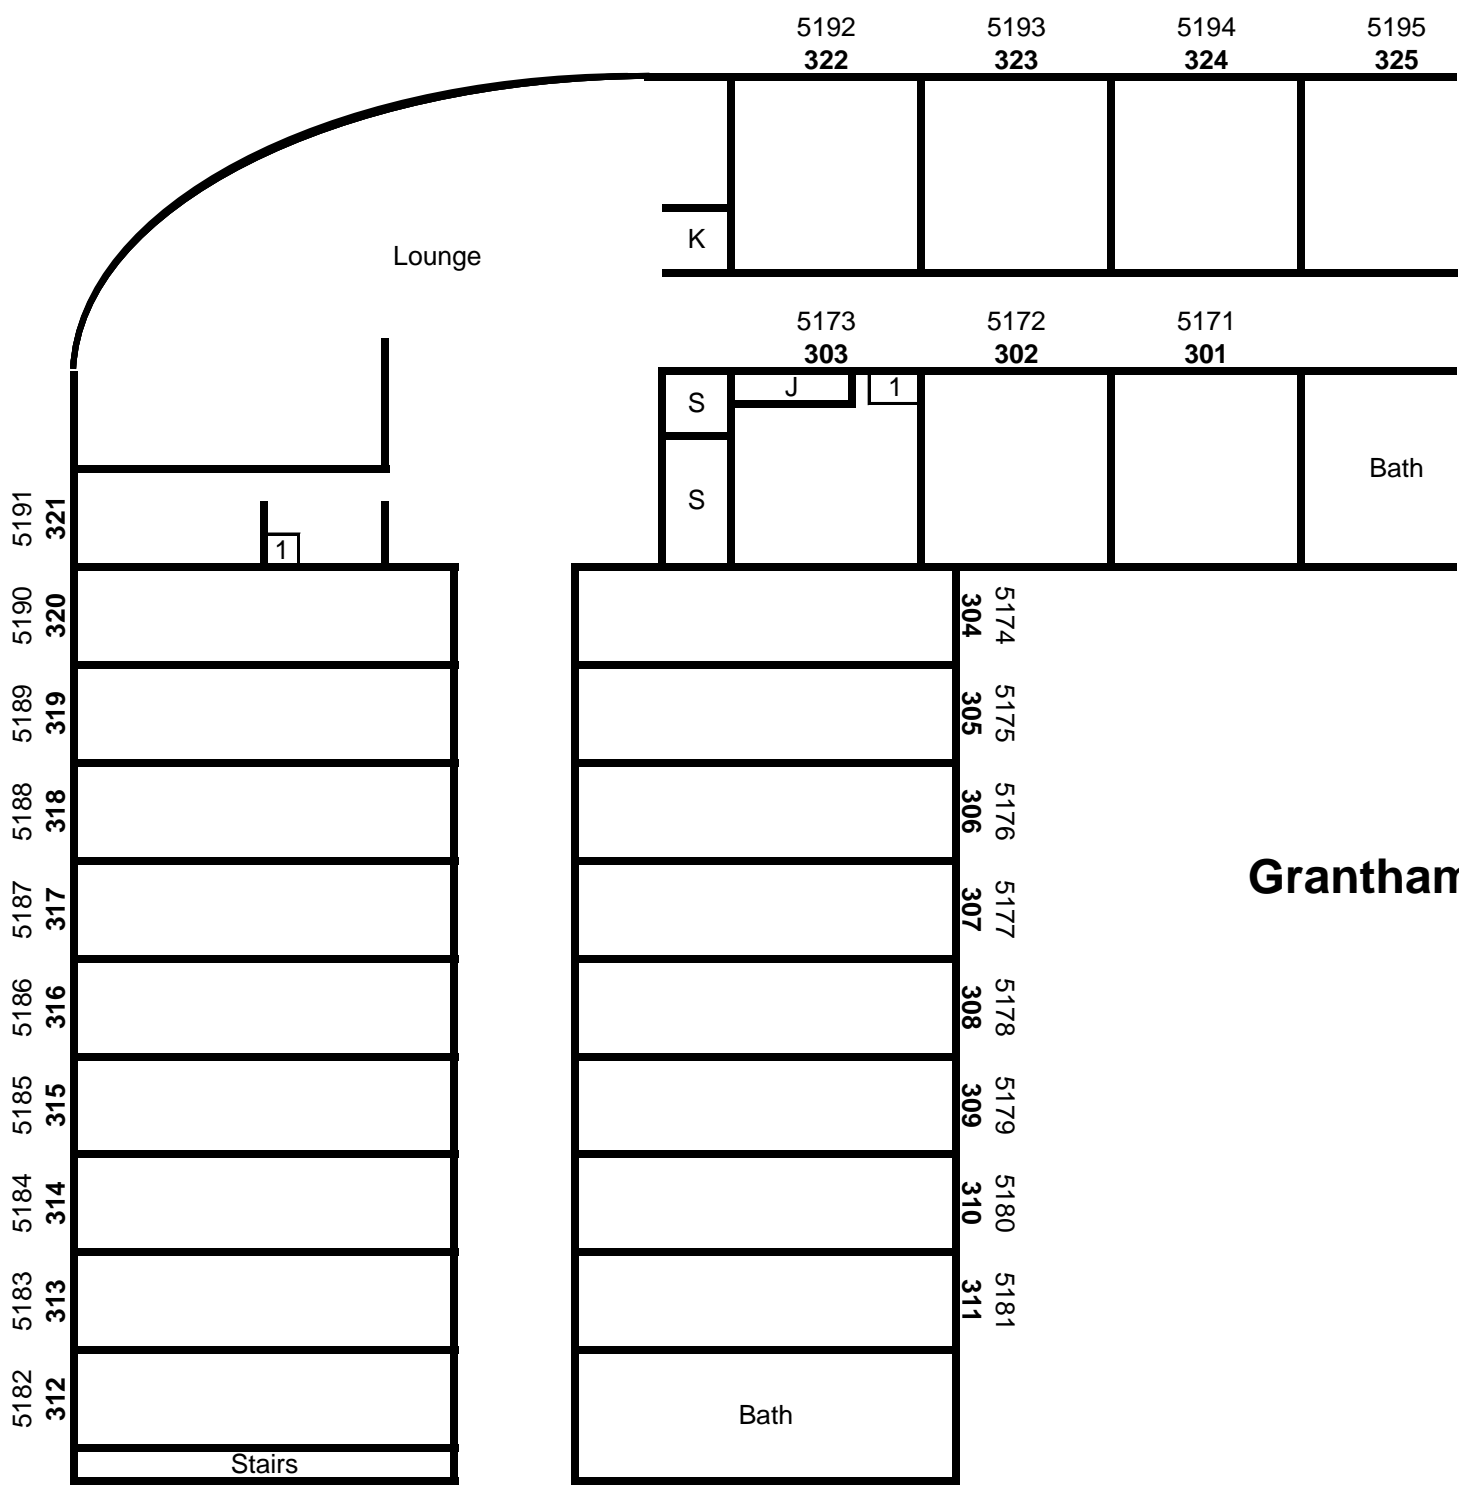 5192 5193 5194 5195
322 323 324 325
K
Lounge
5173 5172 5171
303 302 301
S J 1
Bath
S
5191 321
1
5190 320 304 5174
5189 319 305 5175
5188 318 306 5176
5187 317 307 5177
Grantham
5186 316 308 5178
5185 315 309 5179
5184 314 310 5180
5183 313 311 5181
5182 312
Bath
Stairs